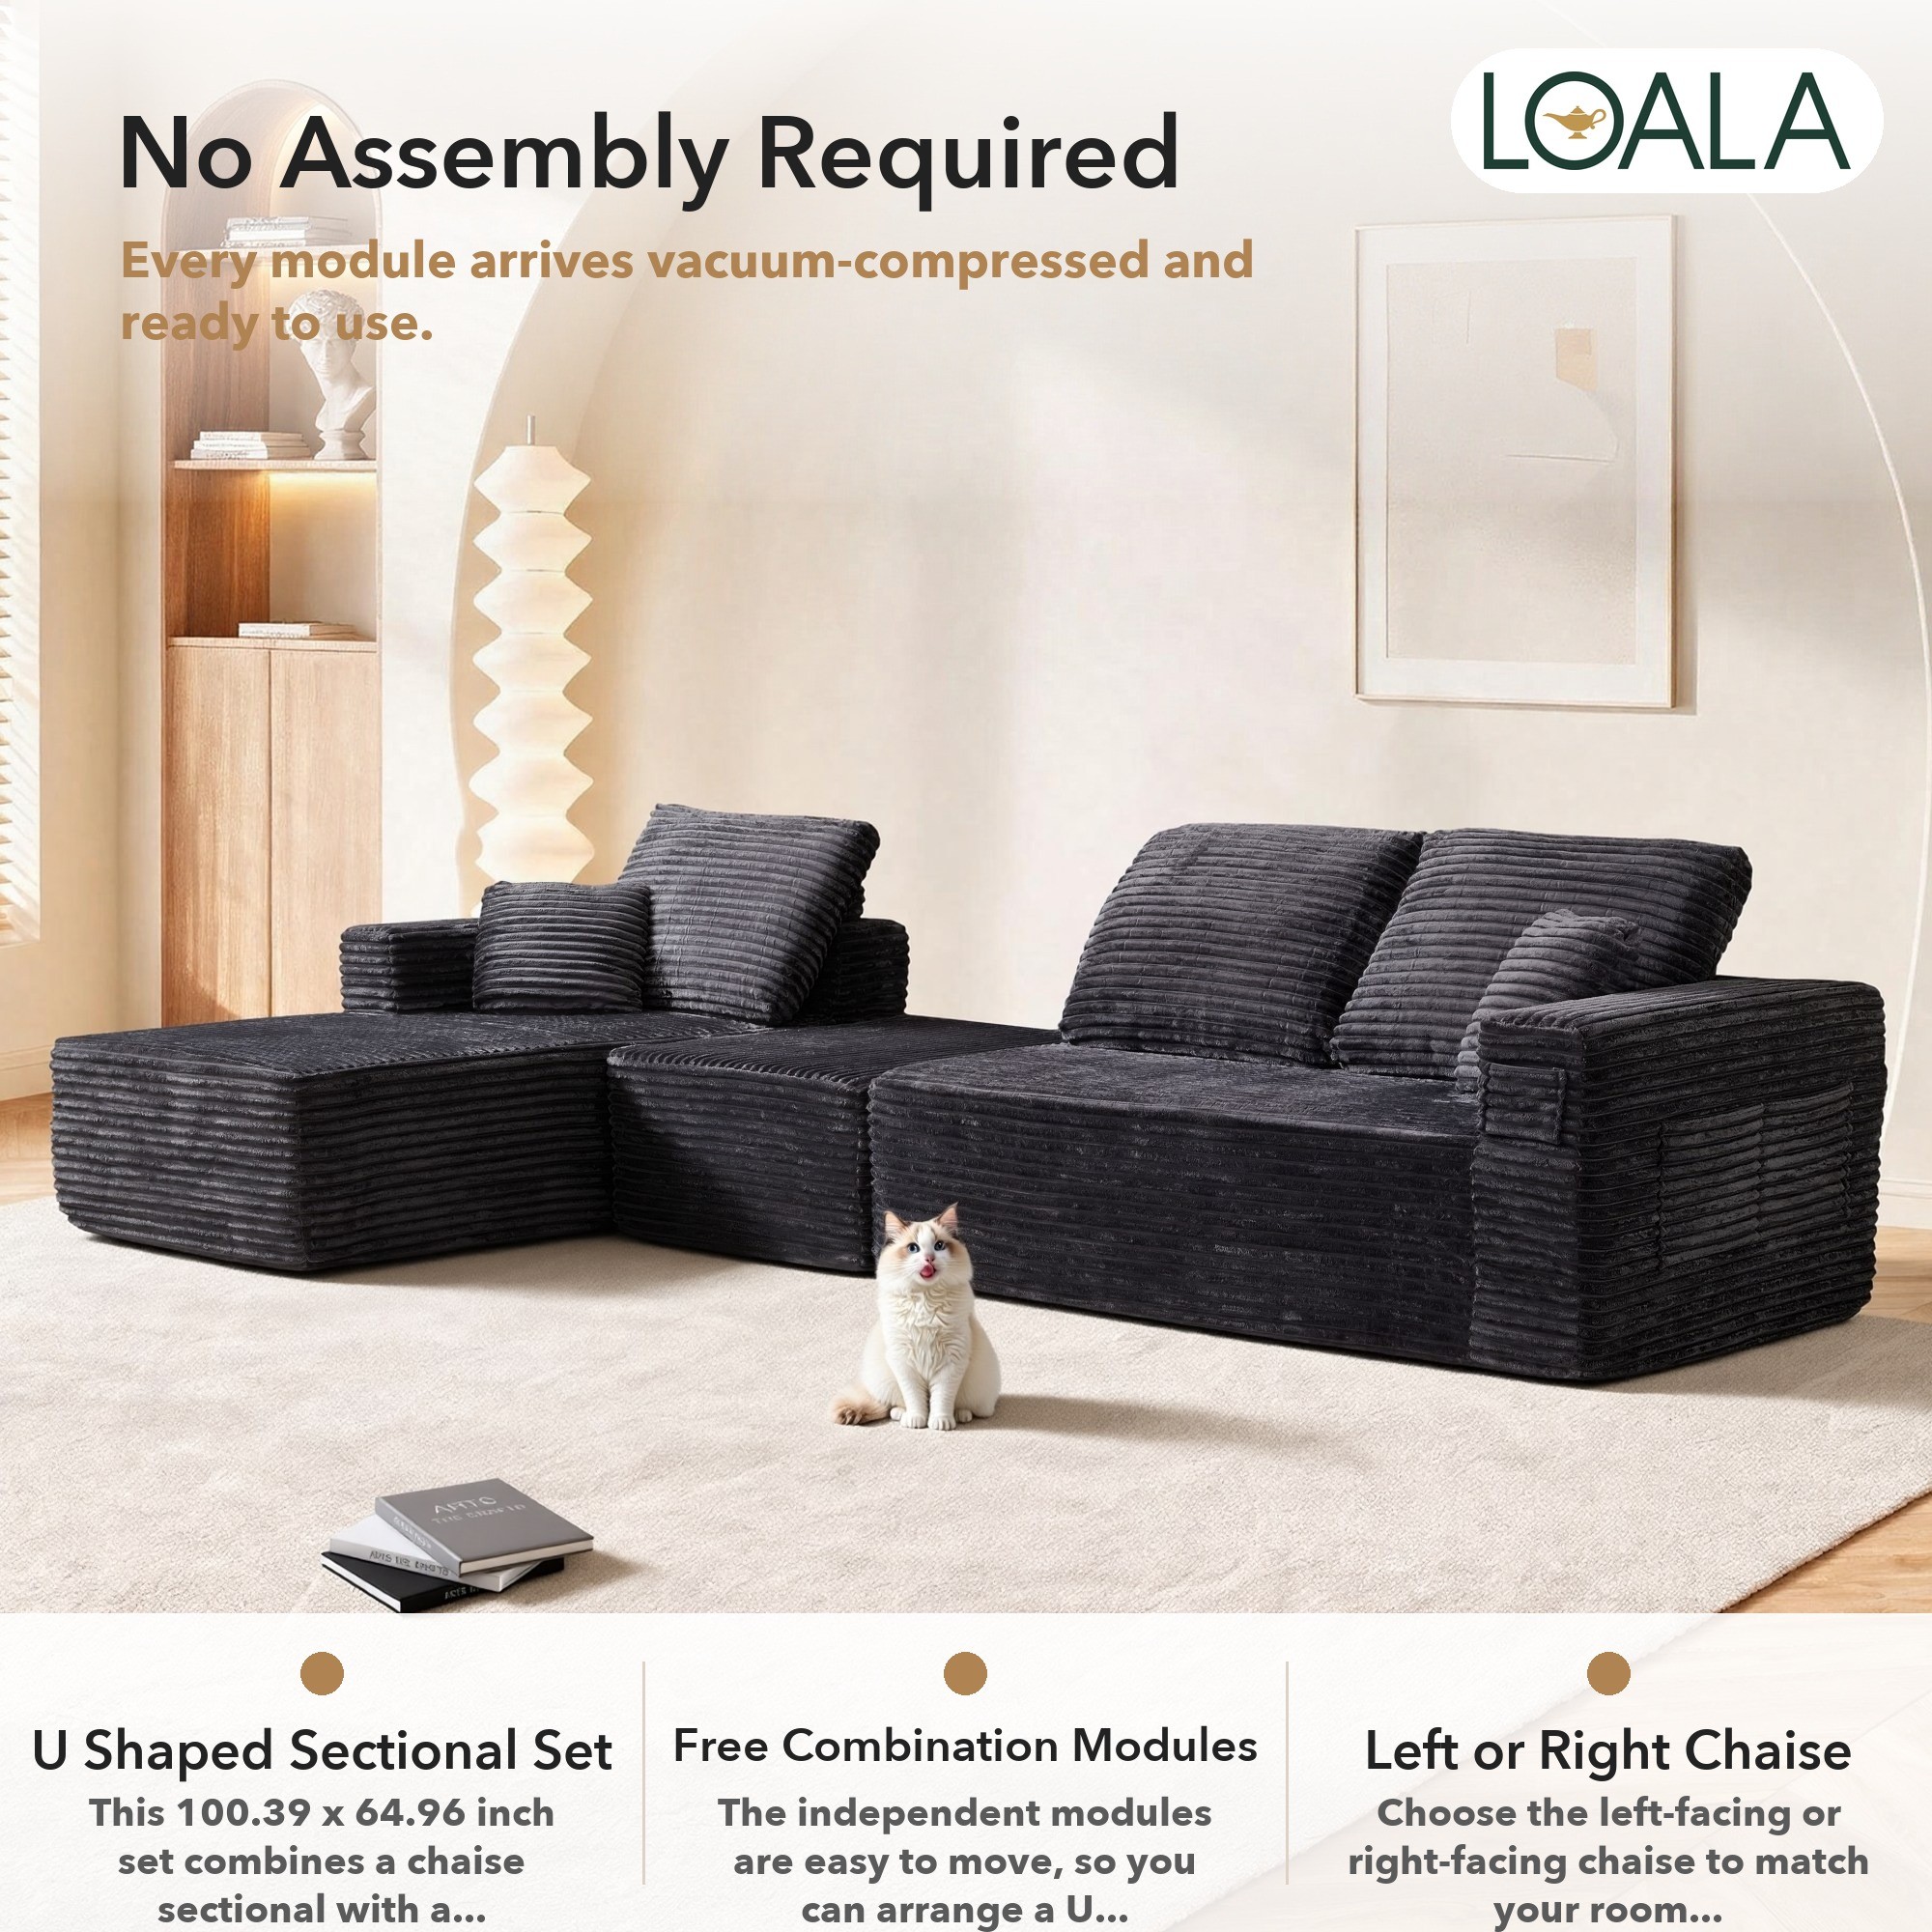 LOALA
No Assembly Required
Every module arrives vacuum-compressed and
ready to use.
ARTS
U Shaped Sectional Set
This 100.39 x 64.96 inch
set combines a chaise
sectional with a...
Free Combination Modules
The independent modules
are easy to move, so you
can arrange a U...
Left or Right Chaise
Choose the left-facing or
right-facing chaise to match
your room...